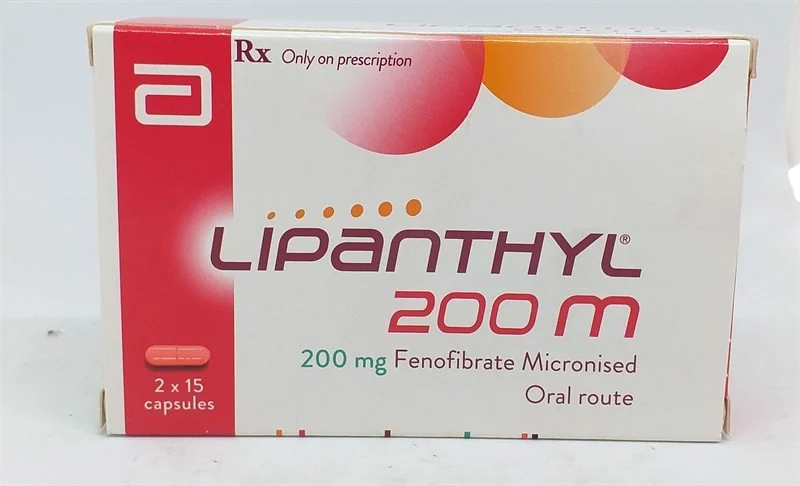 Rx Only on prescription
LIPANTHYL®
200 m
200 mg Fenofibrate Micronised
Oral route
2 x 15
capsules